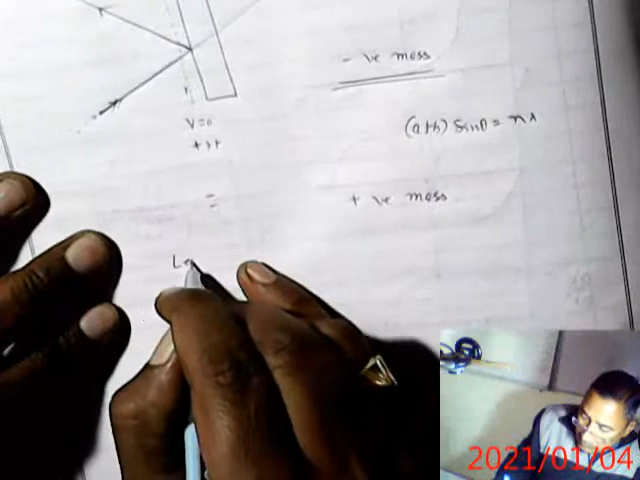 - ve mess
(a+b) Sinθ = nλ
V=0
+ ve mess
2021/01/04